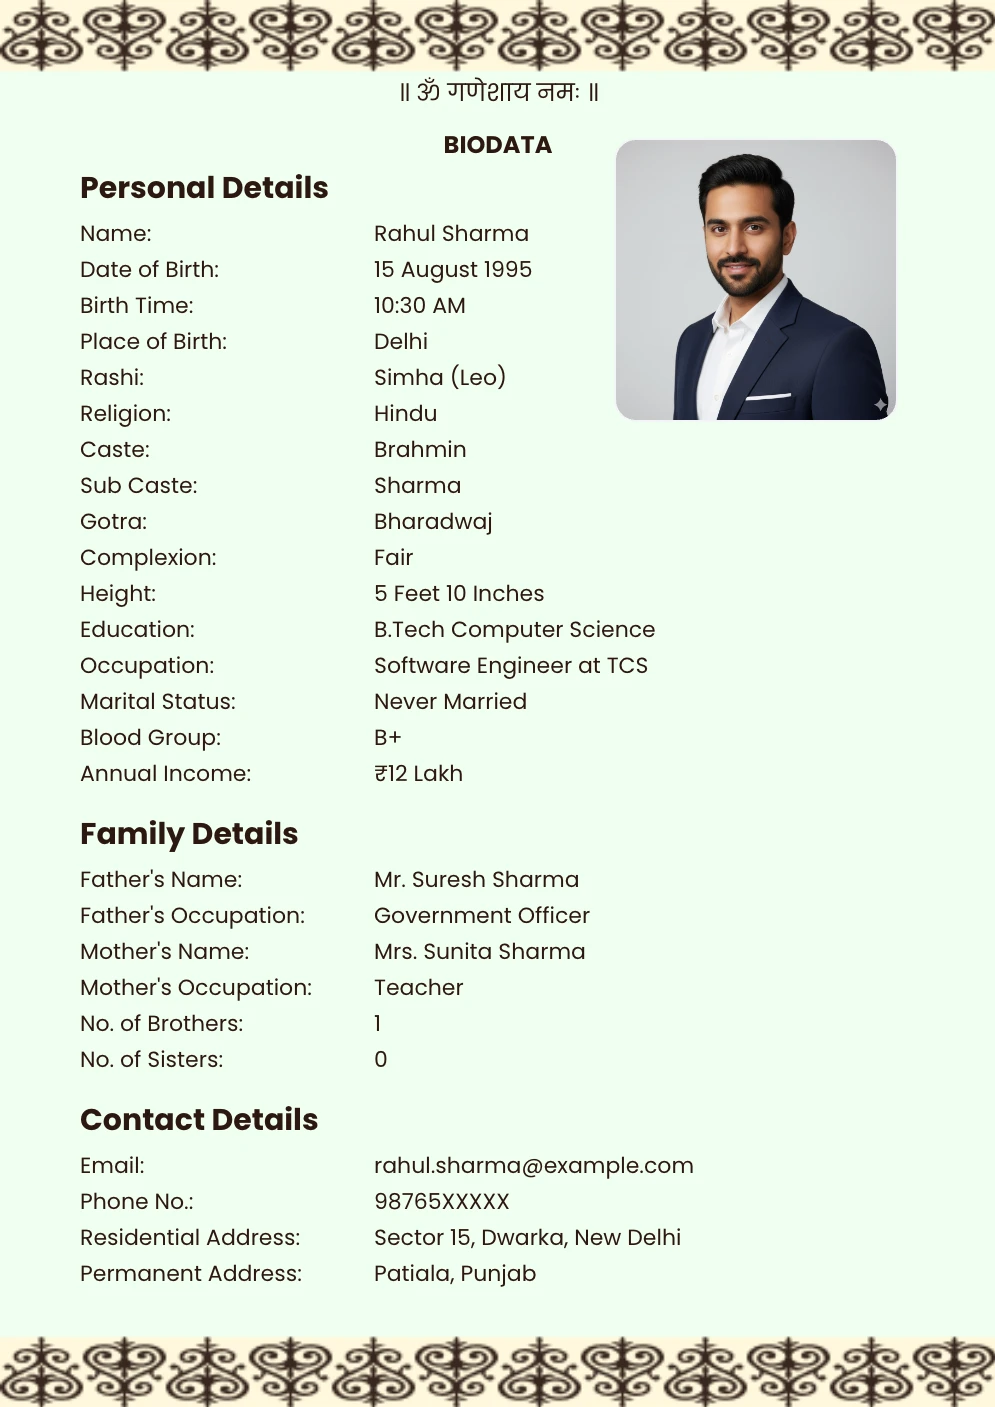 ॥ ॐ गणेशाय नमः ॥
BIODATA
Personal Details
Name: Rahul Sharma
Date of Birth: 15 August 1995
Birth Time: 10:30 AM
Place of Birth: Delhi
Rashi: Simha (Leo)
Religion: Hindu
Caste: Brahmin
Sub Caste: Sharma
Gotra: Bharadwaj
Complexion: Fair
Height: 5 Feet 10 Inches
Education: B.Tech Computer Science
Occupation: Software Engineer at TCS
Marital Status: Never Married
Blood Group: B+
Annual Income: ₹12 Lakh
Family Details
Father's Name: Mr. Suresh Sharma
Father's Occupation: Government Officer
Mother's Name: Mrs. Sunita Sharma
Mother's Occupation: Teacher
No. of Brothers: 1
No. of Sisters: 0
Contact Details
Email: rahul.sharma@example.com
Phone No.: 98765XXXXX
Residential Address: Sector 15, Dwarka, New Delhi
Permanent Address: Patiala, Punjab